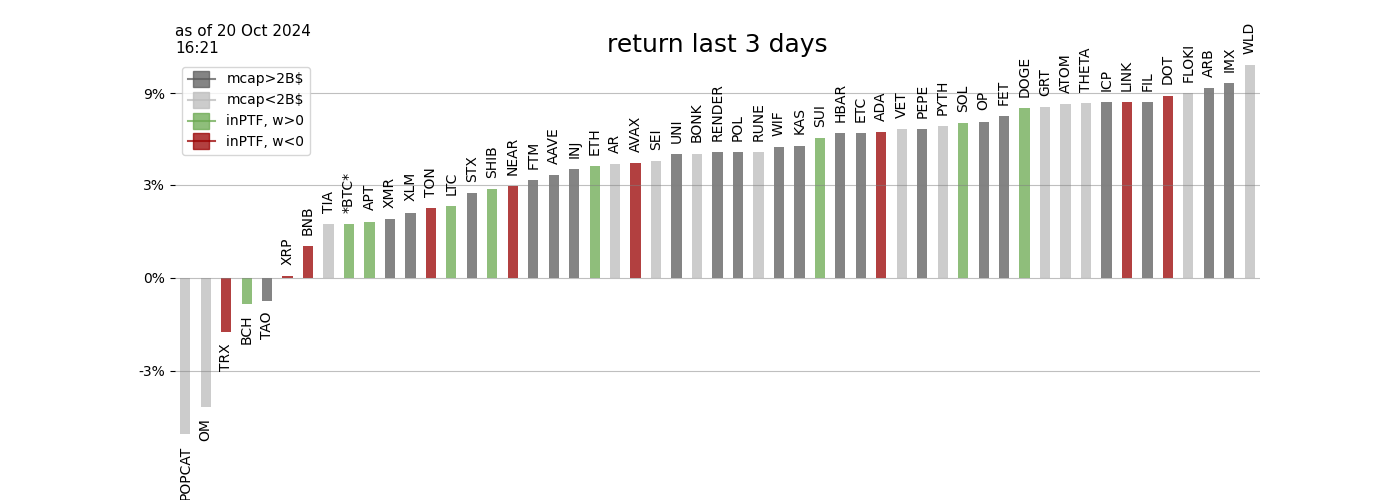 as of 20 Oct 2024
16:21
return last 3 days
mcap>2B$
mcap<2B$
inPTF, w>0
inPTF, w<0
9%
3%
0%
-3%
POPCAT
OM
TRX
BCH
TAO
XRP
BNB
TIA
*BTC*
APT
XMR
XLM
TON
LTC
STX
SHIB
NEAR
FTM
AAVE
INJ
ETH
AR
AVAX
SEI
UNI
BONK
RENDER
POL
RUNE
WIF
KAS
SUI
HBAR
ETC
ADA
VET
PEPE
PYTH
SOL
OP
FET
DOGE
GRT
ATOM
THETA
ICP
LINK
FIL
DOT
FLOKI
ARB
IMX
WLD